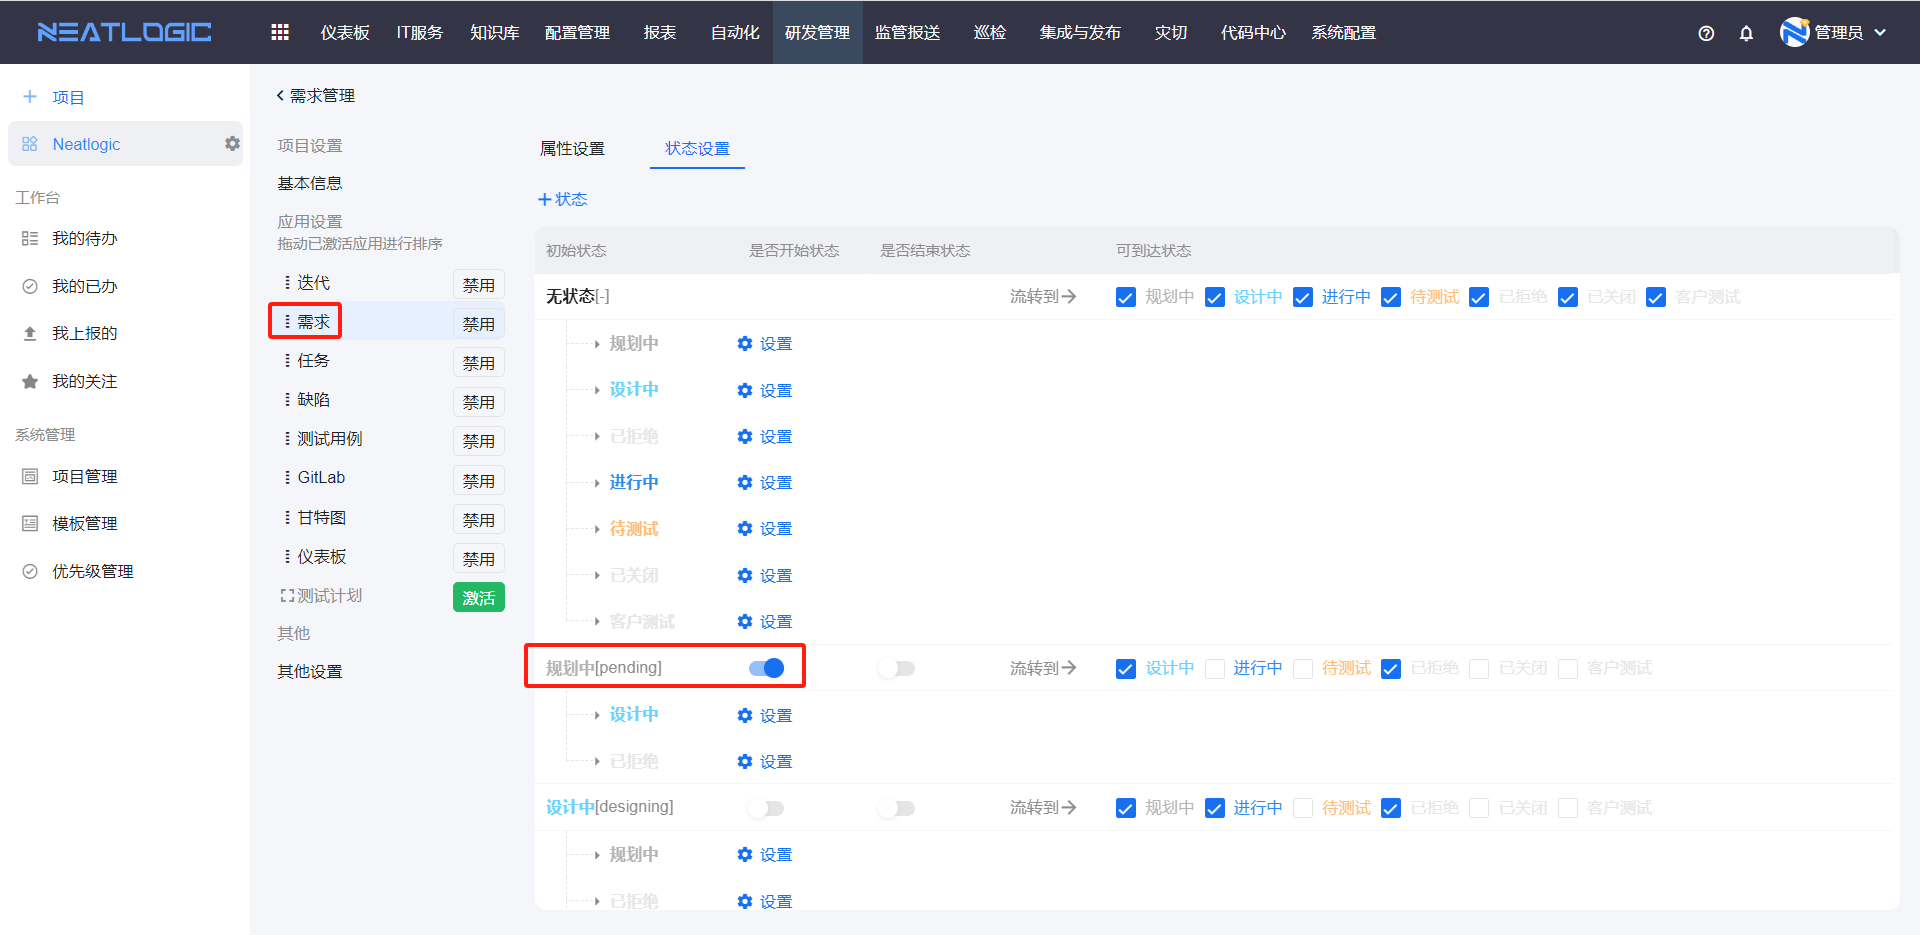 NEATLOGIC 仪表板 IT服务 知识库 配置管理 报表 自动化 研发管理 监管报送 巡检 集成与发布 灾切 代码中心 系统配置 管理员
项目
Neatlogic
工作台
我的待办
我的已办
我上报的
我的关注
系统管理
项目管理
模板管理
优先级管理
需求管理
项目设置
基本信息
应用设置
拖动已激活应用进行排序
迭代 禁用
需求 禁用
任务 禁用
缺陷 禁用
测试用例 禁用
GitLab 禁用
甘特图 禁用
仪表板 禁用
测试计划 激活
其他
其他设置
属性设置 状态设置
状态
初始状态 是否开始状态 是否结束状态 可到达状态
无状态[-] 流转到 规划中 设计中 进行中 待测试 已拒绝 已关闭 客户测试
规划中 设置
设计中 设置
已拒绝 设置
进行中 设置
待测试 设置
已关闭 设置
客户测试 设置
规划中[pending] 流转到 设计中 进行中 待测试 已拒绝 已关闭 客户测试
设计中 设置
已拒绝 设置
设计中[designing] 流转到 规划中 进行中 待测试 已拒绝 已关闭 客户测试
规划中 设置
已拒绝 设置